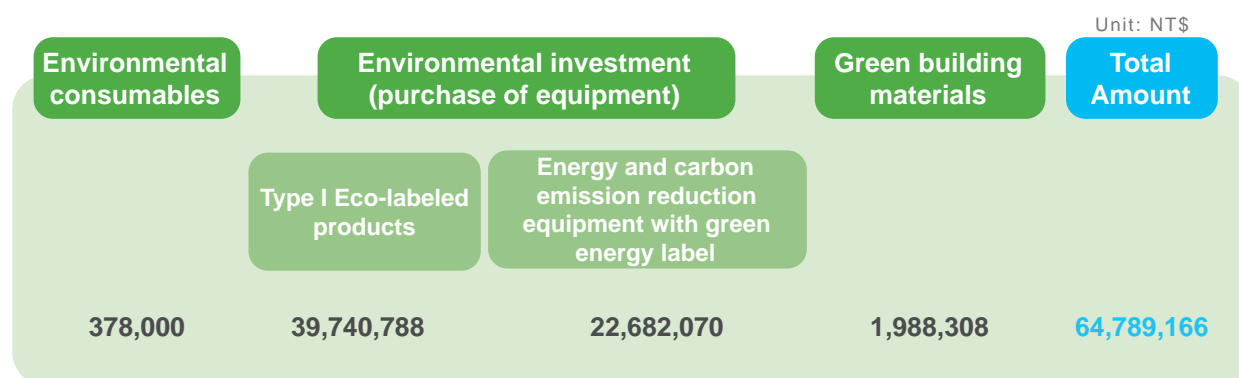 Unit: NT$
Environmental
consumables
Environmental investment
(purchase of equipment)
Green building
materials
Total
Amount
Type I Eco-labeled
products
Energy and carbon
emission reduction
equipment with green
energy label
378,000
39,740,788
22,682,070
1,988,308
64,789,166